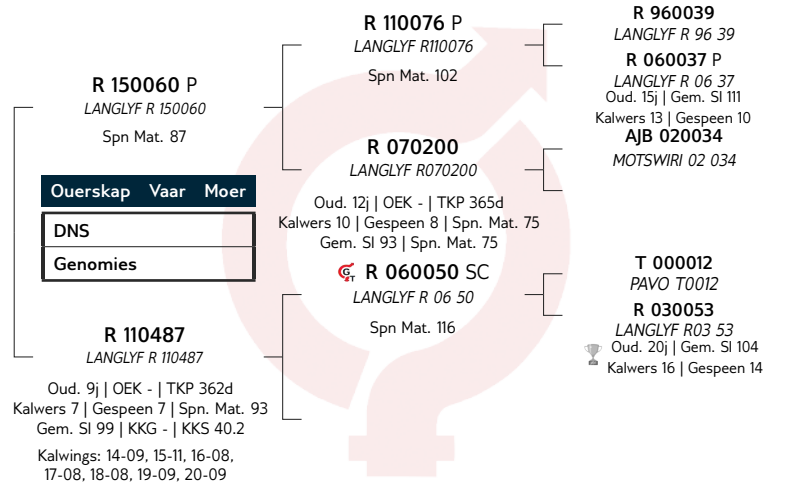 R 150060 P
LANGLYF R 150060
Spn Mat. 87
Ouerskap Vaar Moer
DNS
Genomies
R 110487
LANGLYF R 110487
Oud. 9j | OEK - | TKP 362d
Kalwers 7 | Gespeen 7 | Spn. Mat. 93
Gem. SI 99 | KKG - | KKS 40.2
Kalwings: 14-09, 15-11, 16-08,
17-08, 18-08, 19-09, 20-09
R 110076 P
LANGLYF R110076
Spn Mat. 102
R 070200
LANGLYF R070200
Oud. 12j | OEK - | TKP 365d
Kalwers 10 | Gespeen 8 | Spn. Mat. 75
Gem. SI 93 | Spn. Mat. 75
GT R 060050 SC
LANGLYF R 06 50
Spn Mat. 116
R 960039
LANGLYF R 96 39
R 060037 P
LANGLYF R 06 37
Oud. 15j | Gem. SI 111
Kalwers 13 | Gespeen 10
AJB 020034
MOTSWIRI 02 034
T 000012
PAVO T0012
R 030053
LANGLYF R03 53
Oud. 20j | Gem. SI 104
Kalwers 16 | Gespeen 14